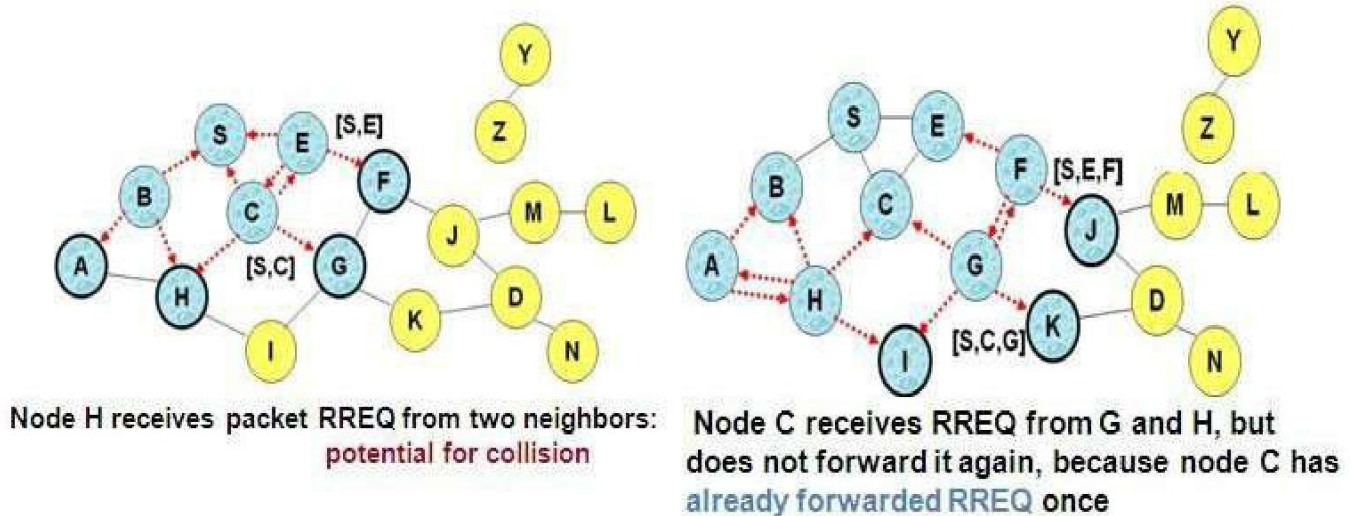 Y
Z
S
E
[S,E]
F
B
C
M
L
J
A
[S,C]
G
H
D
K
I
N
Node H receives packet RREQ from two neighbors:
potential for collision
Y
Z
S
E
F
[S,E,F]
B
C
M
L
J
A
G
H
D
K
[S,C,G]
I
N
Node C receives RREQ from G and H, but
does not forward it again, because node C has
already forwarded RREQ once